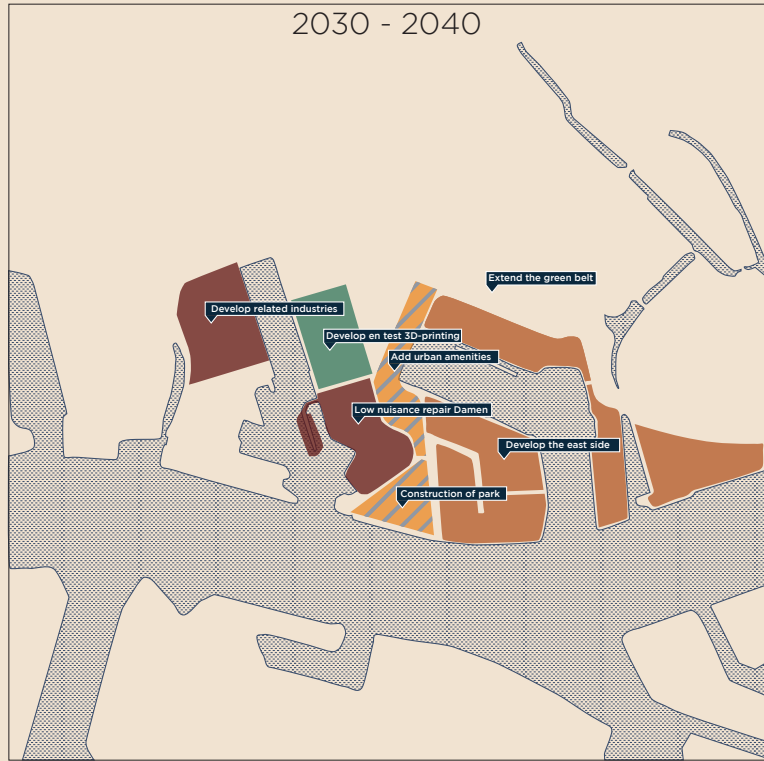 2030 - 2040
Extend the green belt
Develop related industries
Develop en test 3D-printing
Add urban amenities
Low nuisance repair Damen
Develop the east side
Construction of park